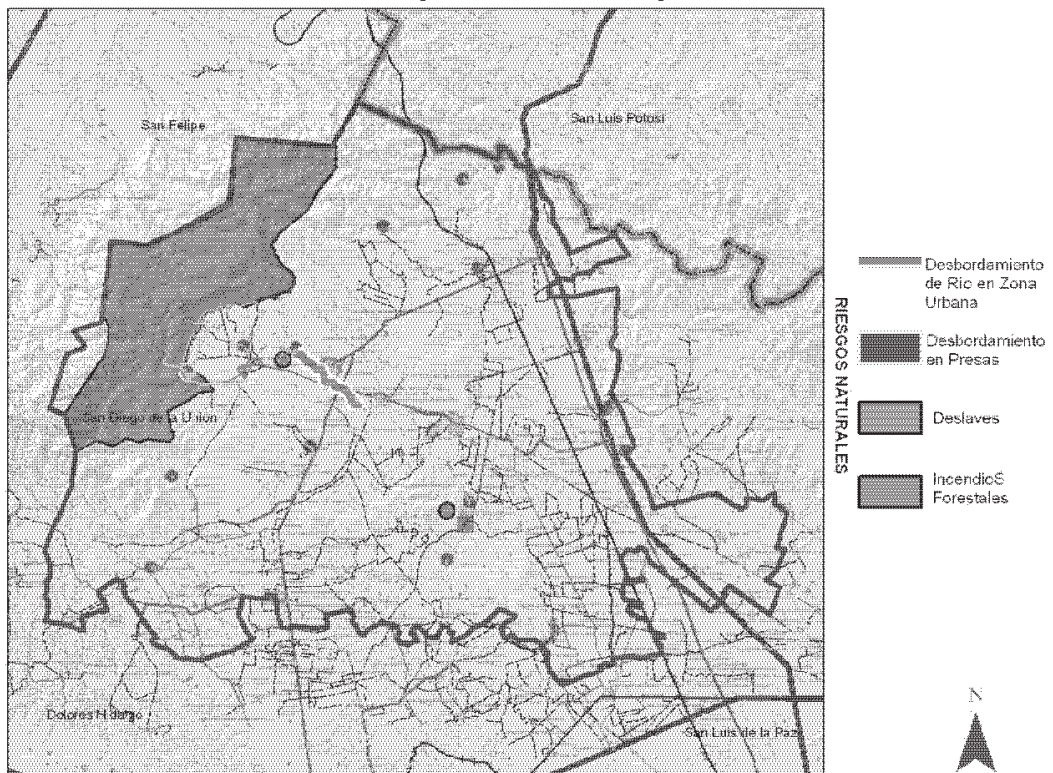 San Felipe
San Luis Potosí
San Diego de la Unión
Dolores Hidalgo
San Luis de la Paz
RIESGOS NATURALES
Desbordamiento
de Río en Zona
Urbana
Desbordamiento
en Presas
Deslaves
IncendioS
Forestales
N